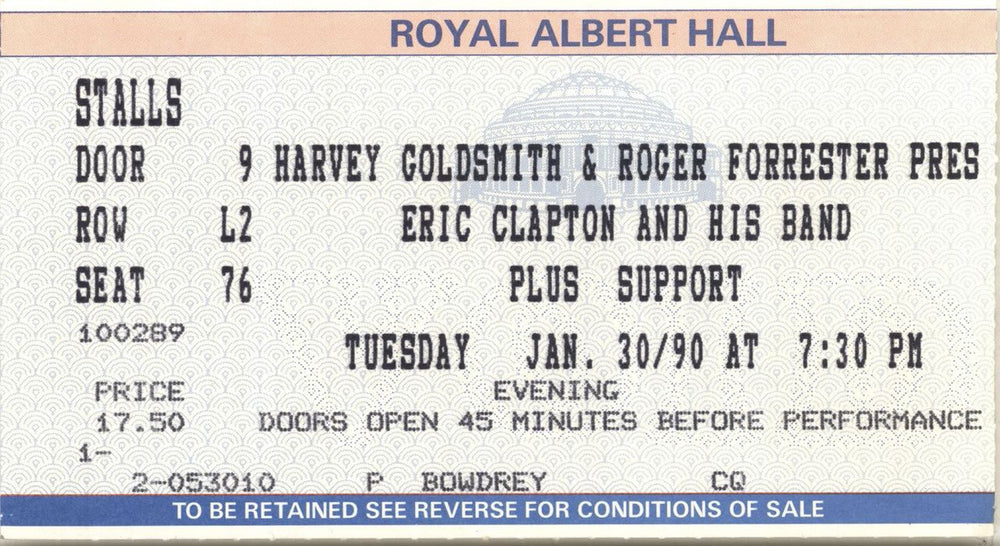 ROYAL ALBERT HALL
STALLS
DOOR 9 HARVEY GOLDSMITH & ROGER FORRESTER PRES
ROW L2 ERIC CLAPTON AND HIS BAND
SEAT 76 PLUS SUPPORT
100289
TUESDAY JAN. 30/90 AT 7:30 PM
PRICE EVENING
17.50 DOORS OPEN 45 MINUTES BEFORE PERFORMANCE
1-
2-053010 P BOWDREY CQ
TO BE RETAINED SEE REVERSE FOR CONDITIONS OF SALE